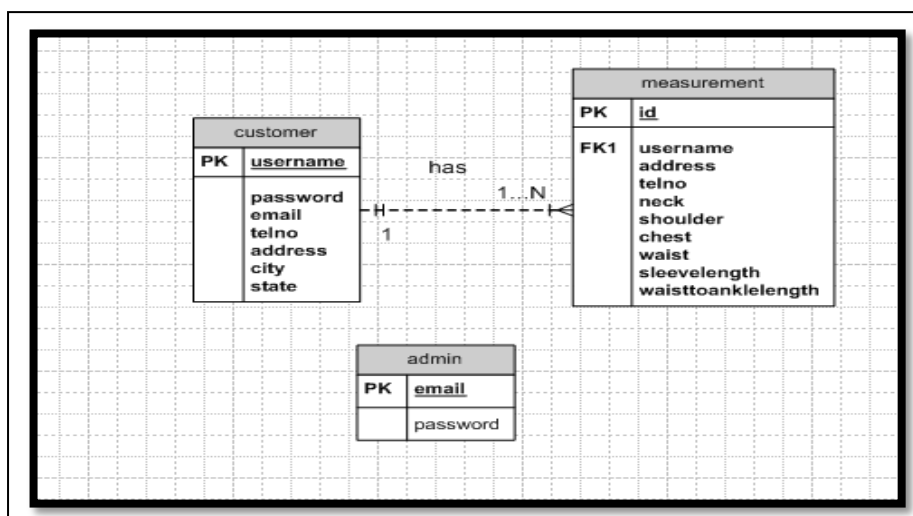 customer
PK username
password
email
telno
address
city
state
has
1
1...N
measurement
PK id
FK1 username
address
telno
neck
shoulder
chest
waist
sleevelength
waisttoanklelength
admin
PK email
password